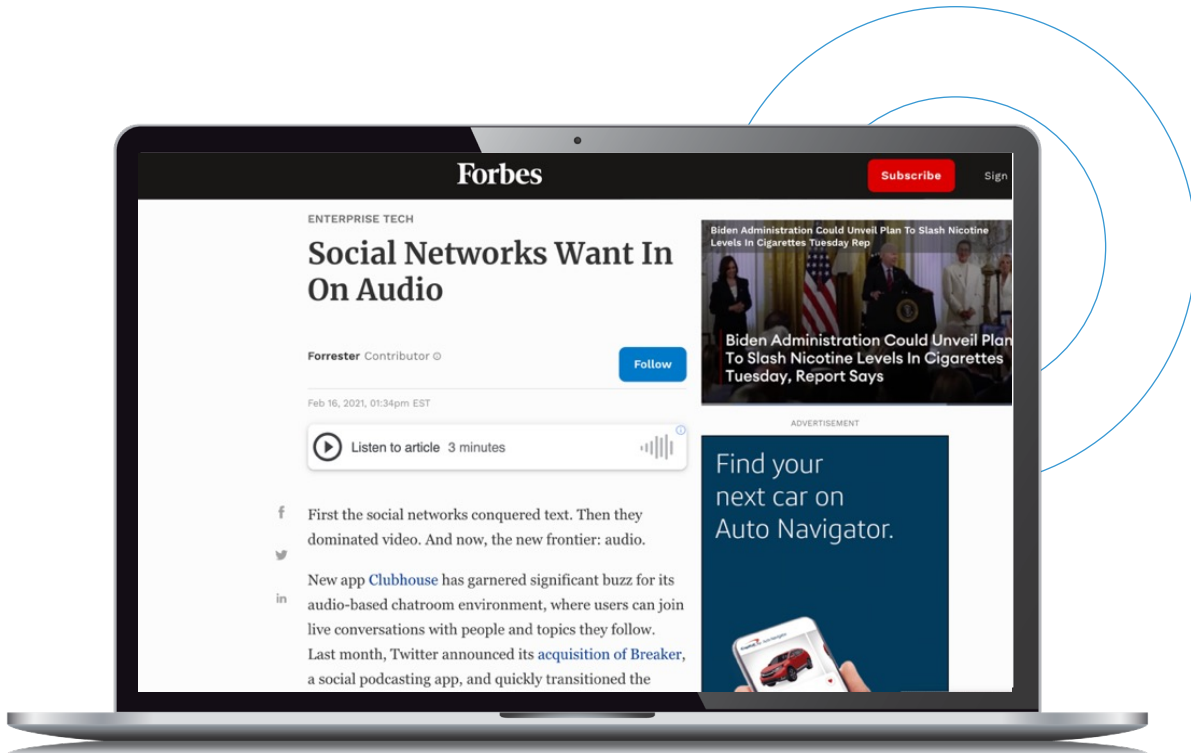 Forbes
Subscribe
Sign
ENTERPRISE TECH
Social Networks Want In
On Audio
Forrester Contributor
Follow
Feb 16, 2021, 01:34pm EST
Listen to article 3 minutes
f
in
First the social networks conquered text. Then they
dominated video. And now, the new frontier: audio.
New app Clubhouse has garnered significant buzz for its
audio-based chatroom environment, where users can join
live conversations with people and topics they follow.
Last month, Twitter announced its acquisition of Breaker,
a social podcasting app, and quickly transitioned the
Biden Administration Could Unveil Plan To Slash Nicotine
Levels In Cigarettes Tuesday Rep
Biden Administration Could Unveil Plan
To Slash Nicotine Levels In Cigarettes
Tuesday, Report Says
ADVERTISEMENT
Find your
next car on
Auto Navigator.